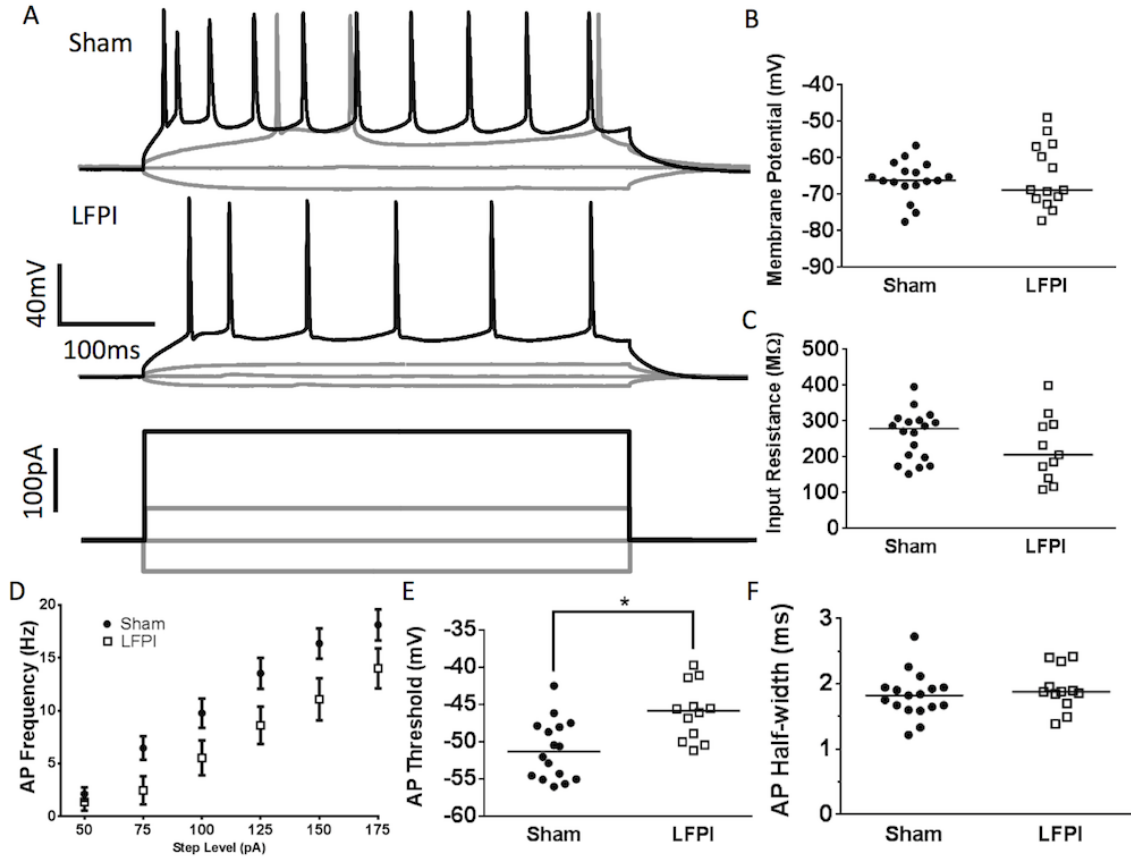 A
Sham
LFPI
40mV
100ms
100pA
B
Membrane Potential (mV)
-40
-50
-60
-70
-80
-90
Sham
LFPI
C
Input Resistance (MΩ)
500
400
300
200
100
0
Sham
LFPI
D
AP Frequency (Hz)
20
15
10
5
0
Sham
LFPI
50
75
100
125
150
175
Step Level (pA)
E
AP Threshold (mV)
-35
-40
-45
-50
-55
-60
*
Sham
LFPI
F
AP Half-width (ms)
3
2
1
0
Sham
LFPI